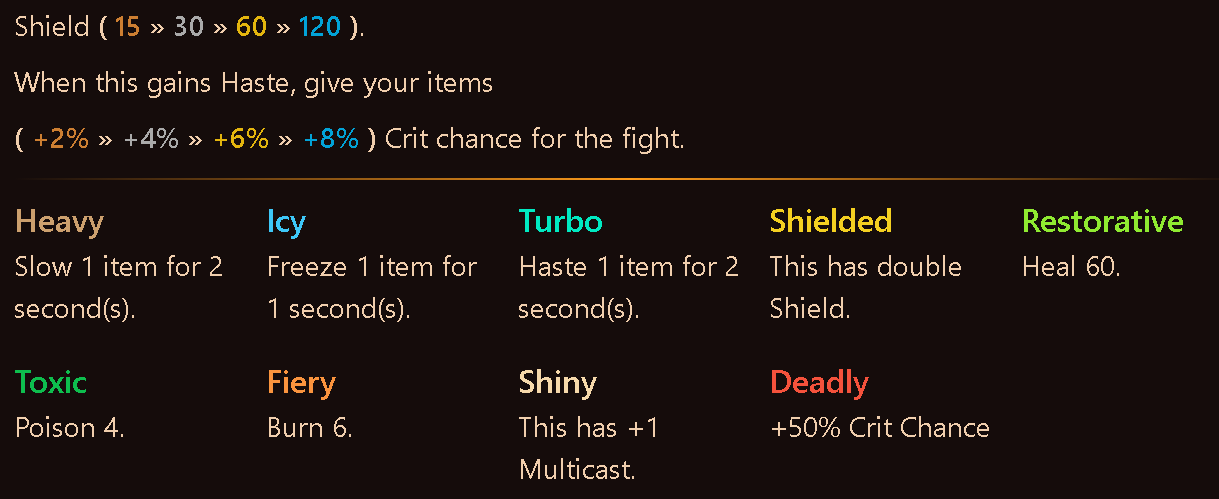 Shield ( 15 » 30 » 60 » 120 ).
When this gains Haste, give your items
( +2% » +4% » +6% » +8% ) Crit chance for the fight.
Heavy
Slow 1 item for 2
second(s).
Icy
Freeze 1 item for
1 second(s).
Turbo
Haste 1 item for 2
second(s).
Shielded
This has double
Shield.
Restorative
Heal 60.
Toxic
Poison 4.
Fiery
Burn 6.
Shiny
This has +1
Multicast.
Deadly
+50% Crit Chance